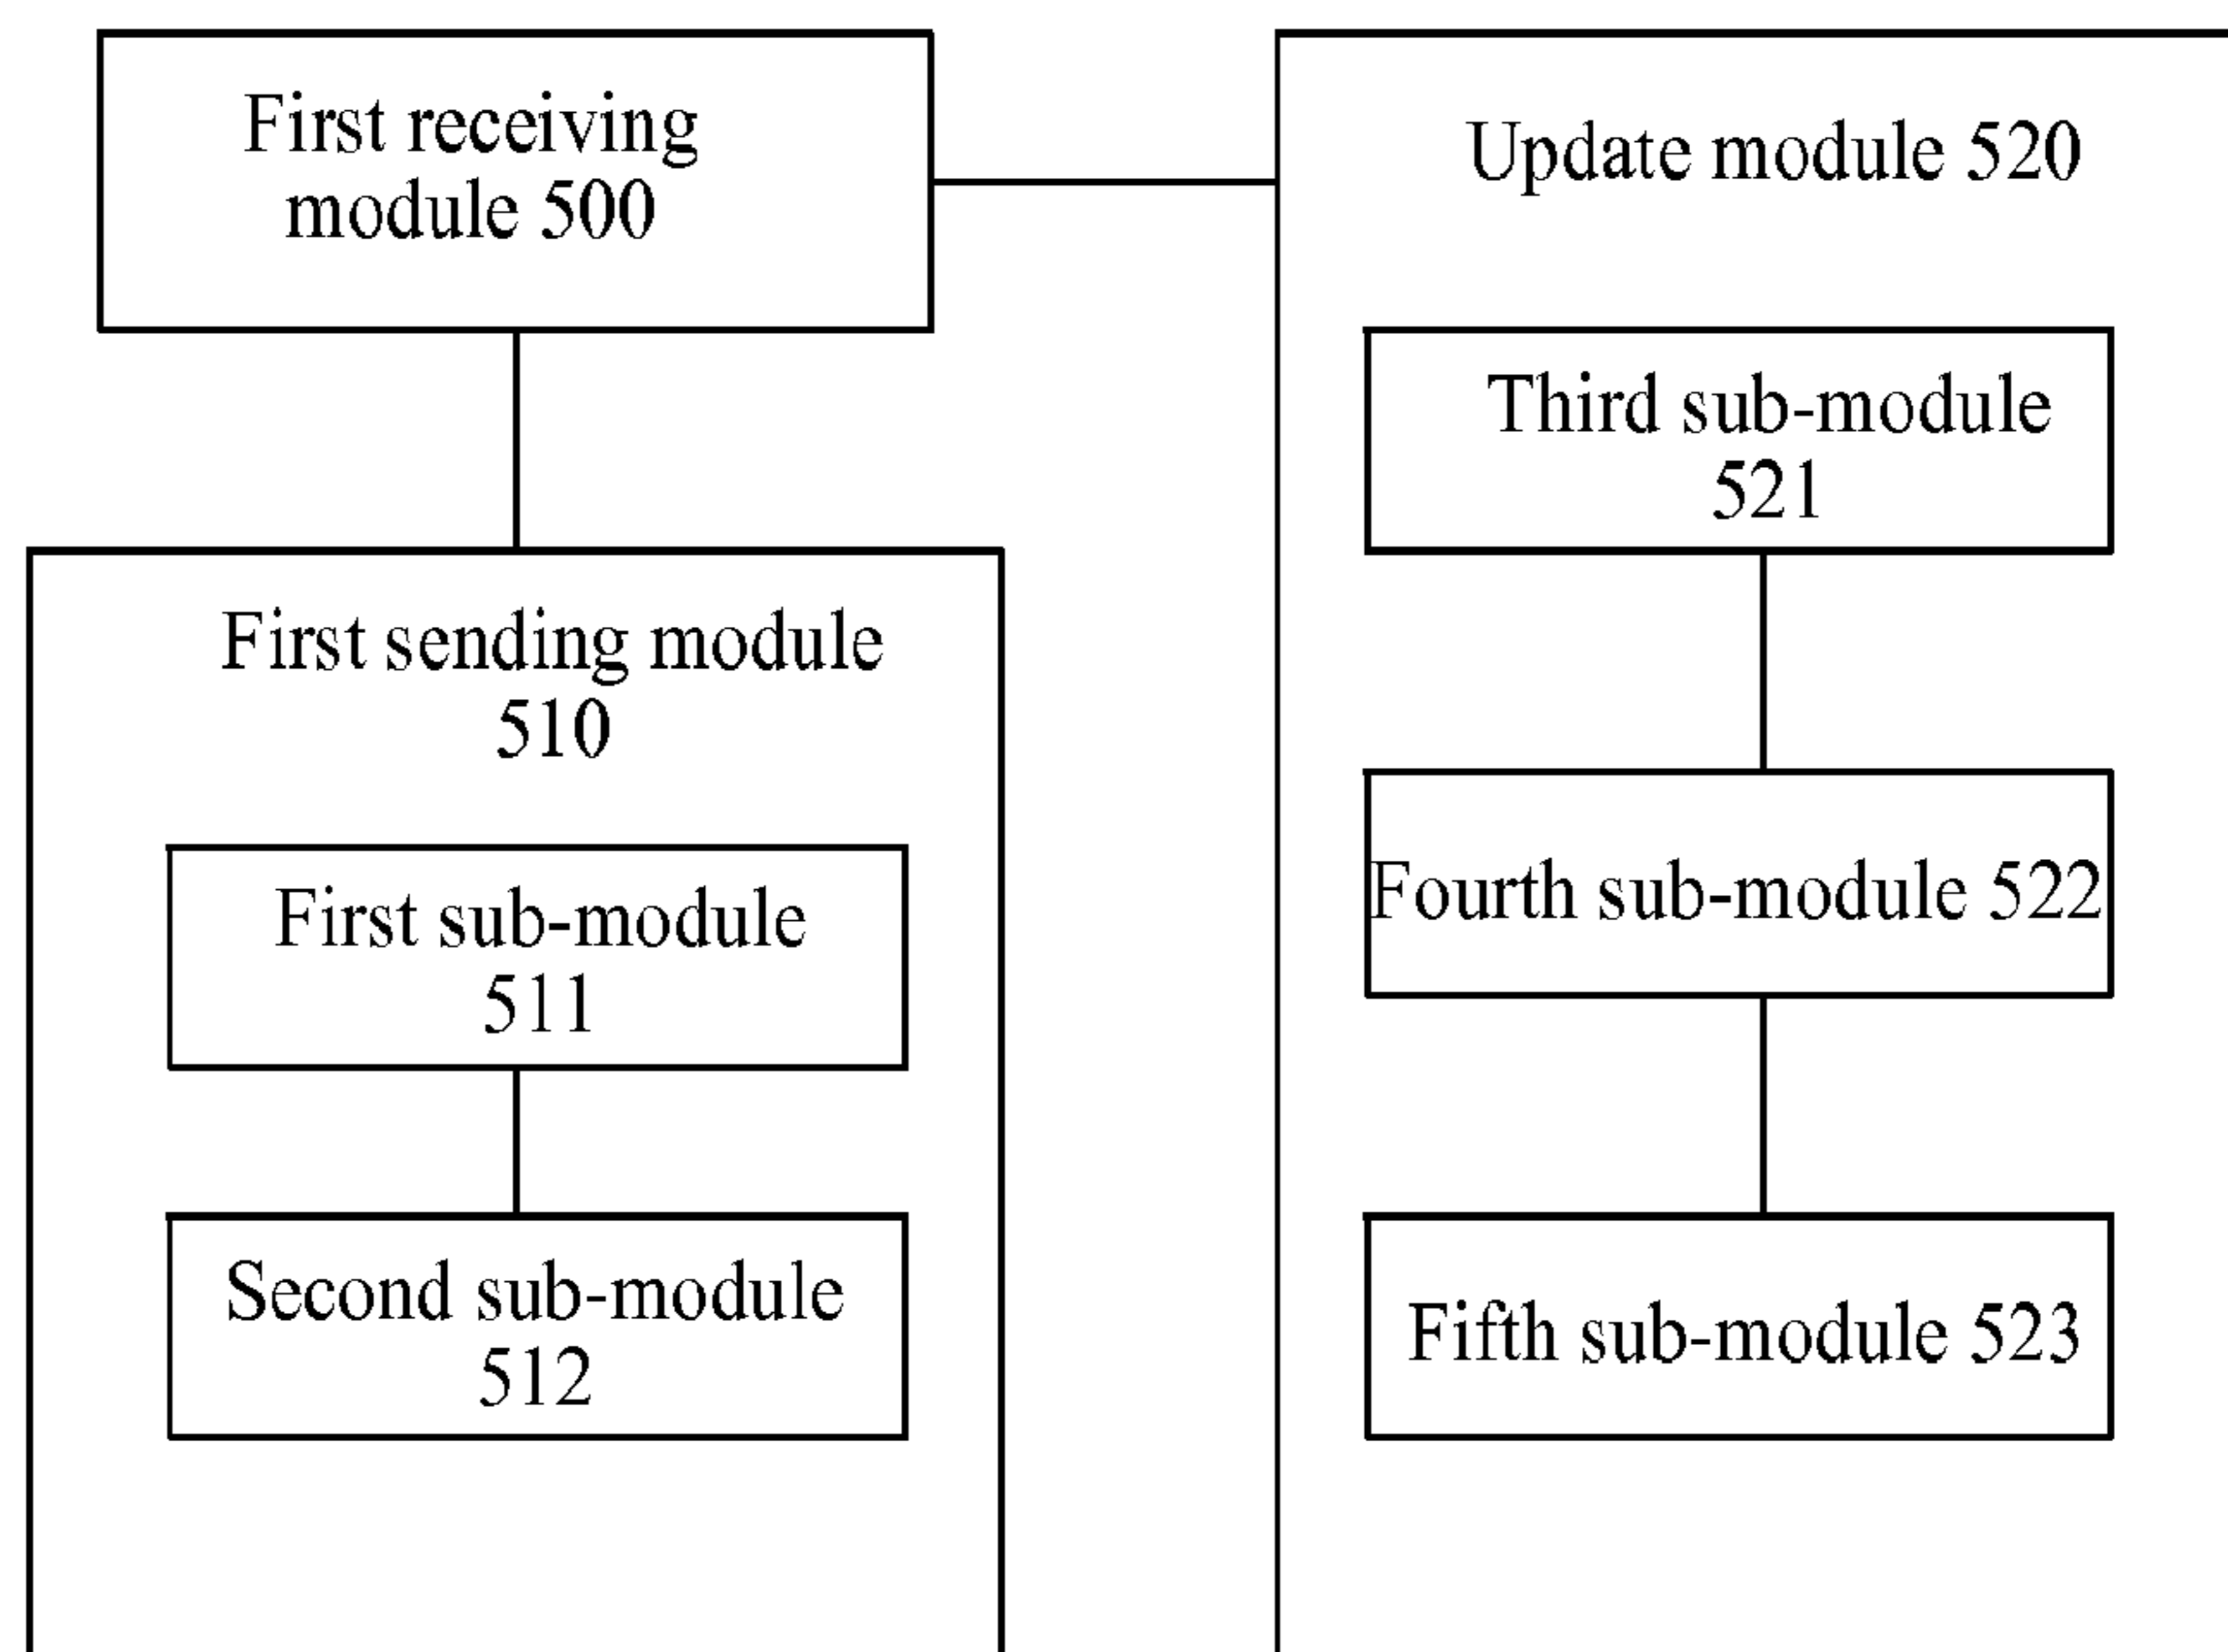 First receiving
module 500
First sending module
510
First sub-module
511
Second sub-module
512
Update module 520
Third sub-module
521
Fourth sub-module 522
Fifth sub-module 523